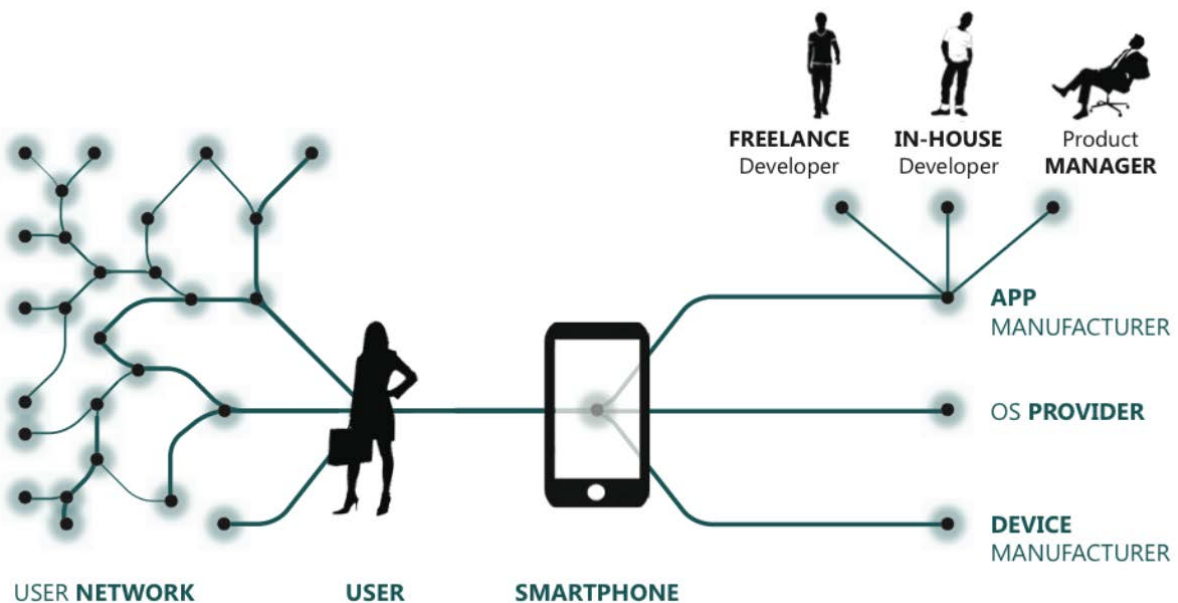 FREELANCE
Developer
IN-HOUSE
Developer
Product
MANAGER
APP
MANUFACTURER
OS PROVIDER
DEVICE
MANUFACTURER
USER NETWORK
USER
SMARTPHONE